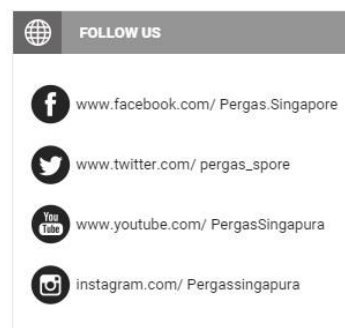 FOLLOW US
f www.facebook.com/ Pergas.Singapore
www.twitter.com/ pergas_spore
You
Tube
www.youtube.com/ PergasSingapura
instagram.com/ Pergassingapura